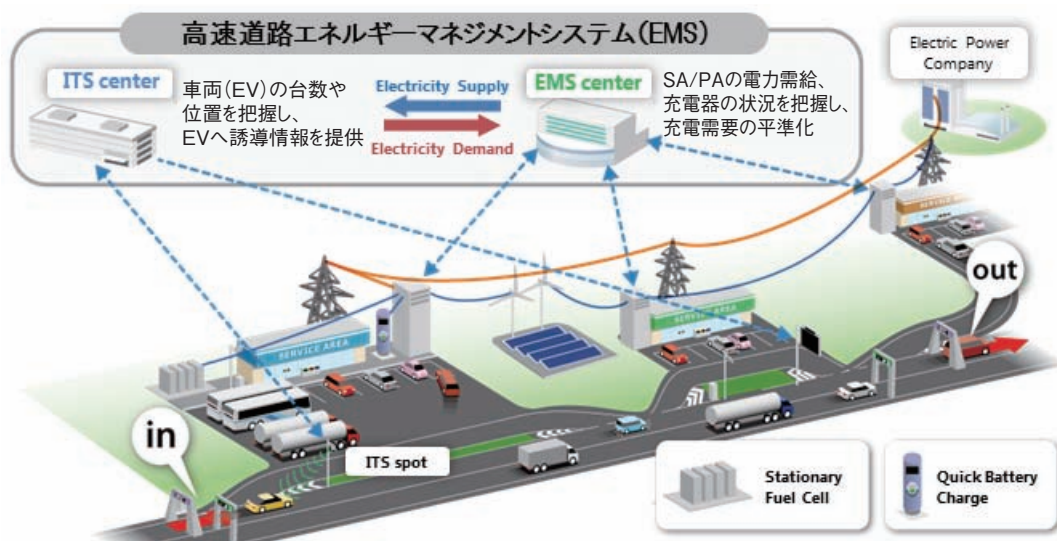 高速道路エネルギーマネジメントシステム(EMS)
ITS center
車両(EV)の台数や
位置を把握し、
EVへ誘導情報を提供
Electricity Supply
Electricity Demand
EMS center
SA/PAの電力需給、
充電器の状況を把握し、
充電需要の平準化
Electric Power
Company
SERVICE AREA
SERVICE AREA
out
in
ITS spot
Stationary
Fuel Cell
Quick Battery
Charge